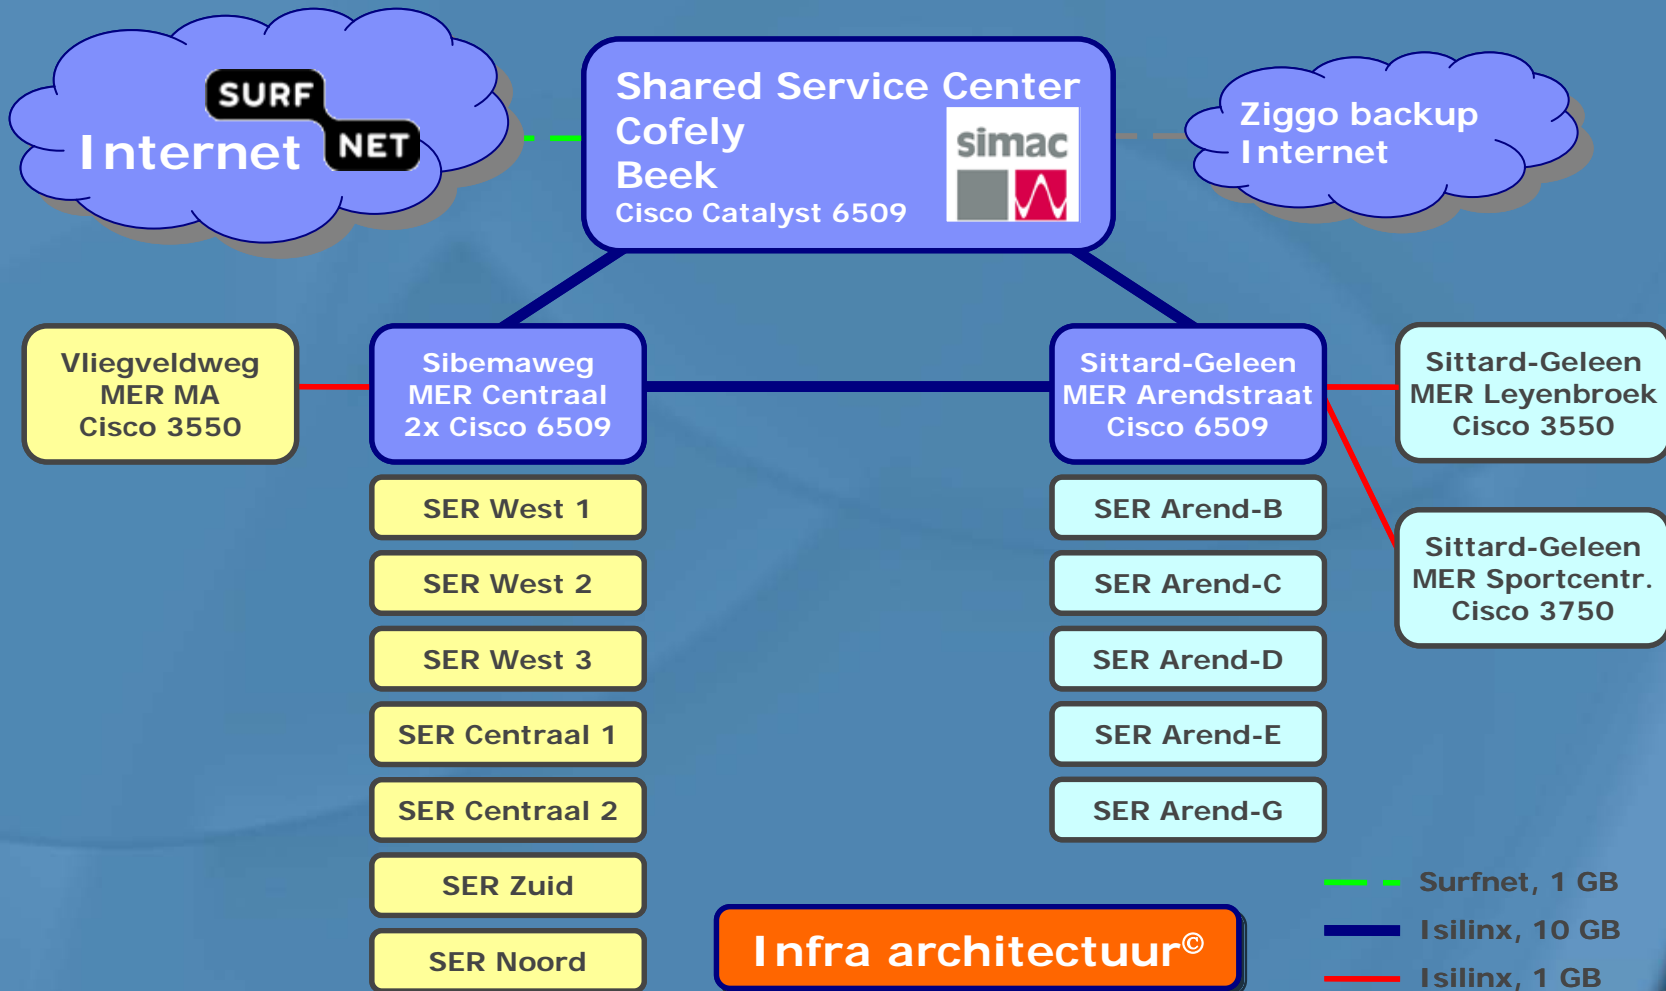 SURF
NET
Internet
Shared Service Center
Cofely
Beek
Cisco Catalyst 6509
simac
Ziggo backup
Internet
Vliegveldweg
MER MA
Cisco 3550
Sibemaweg
MER Centraal
2x Cisco 6509
Sittard-Geleen
MER Arendstraat
Cisco 6509
Sittard-Geleen
MER Leyenbroek
Cisco 3550
Sittard-Geleen
MER Sportcentr.
Cisco 3750
SER West 1
SER West 2
SER West 3
SER Centraal 1
SER Centraal 2
SER Zuid
SER Noord
SER Arend-B
SER Arend-C
SER Arend-D
SER Arend-E
SER Arend-G
Infra architectuur©
Surfnet, 1 GB
Isilinx, 10 GB
Isilinx, 1 GB